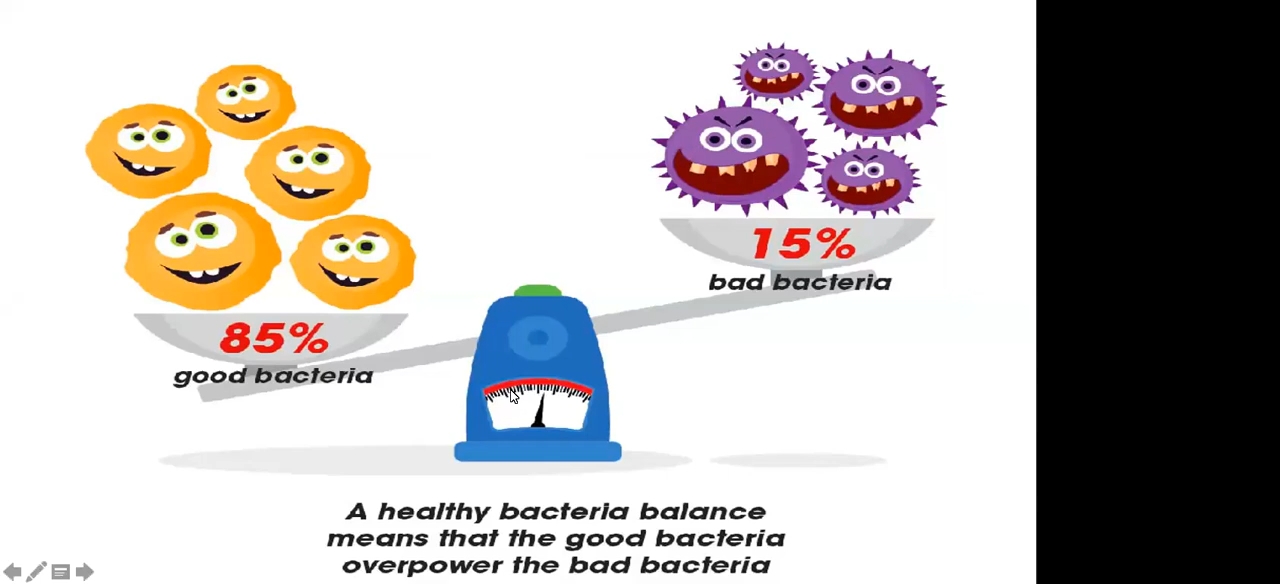 85%
good bacteria
15%
bad bacteria
A healthy bacteria balance
means that the good bacteria
overpower the bad bacteria